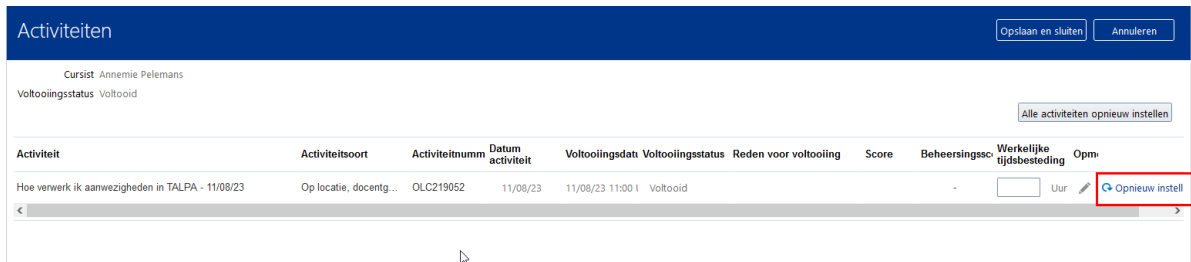 Activiteiten Opslaan en sluiten Annuleren
Cursist Annemie Pelemans
Voltooiingsstatus Voltooid
Alle activiteiten opnieuw instellen
Activiteit Activiteitsoort Activiteitnumm Datum activiteit Voltooiingsdatu Voltooiingsstatus Reden voor voltooiing Score Beheersingssc Werkelijke tijdsbesteding Opm
Hoe verwerk ik aanwezigheden in TALPA - 11/08/23 Op locatie, docentg... OLC219052 11/08/23 11/08/23 11:00 Voltooid - Uur Opnieuw instell